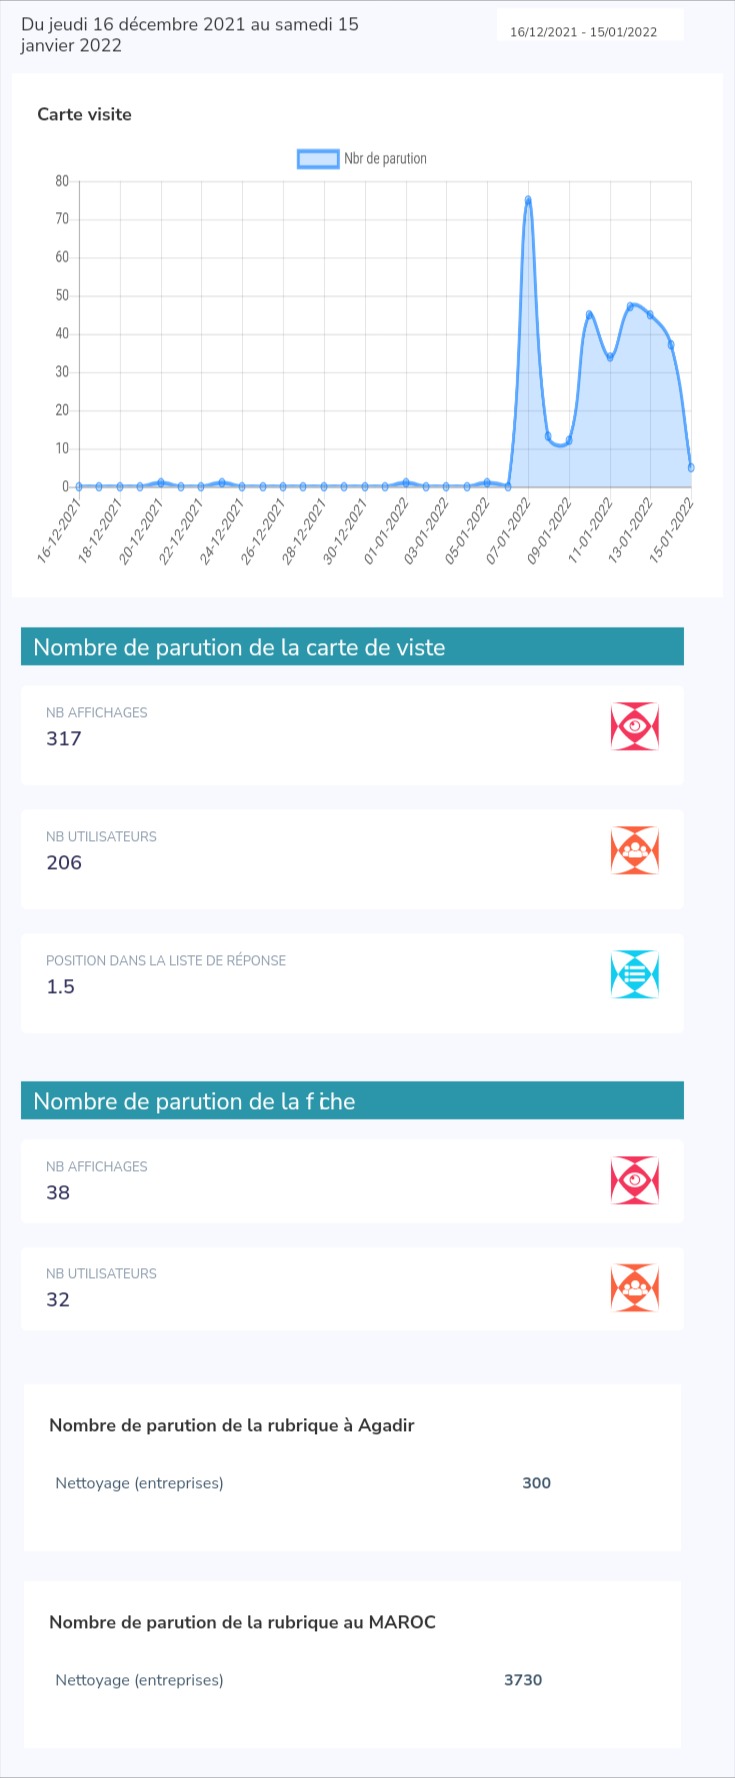 Du jeudi 16 décembre 2021 au samedi 15
janvier 2022
16/12/2021 - 15/01/2022
Carte visite
Nbr de parution
80
70
60
50
40
30
20
10
0
16-12-2021
18-12-2021
20-12-2021
22-12-2021
24-12-2021
26-12-2021
28-12-2021
30-12-2021
01-01-2022
03-01-2022
05-01-2022
07-01-2022
09-01-2022
11-01-2022
13-01-2022
15-01-2022
Nombre de parution de la carte de viste
NB AFFICHAGES
317
NB UTILISATEURS
206
POSITION DANS LA LISTE DE RÉPONSE
1.5
Nombre de parution de la fiche
NB AFFICHAGES
38
NB UTILISATEURS
32
Nombre de parution de la rubrique à Agadir
Nettoyage (entreprises) 300
Nombre de parution de la rubrique au MAROC
Nettoyage (entreprises) 3730